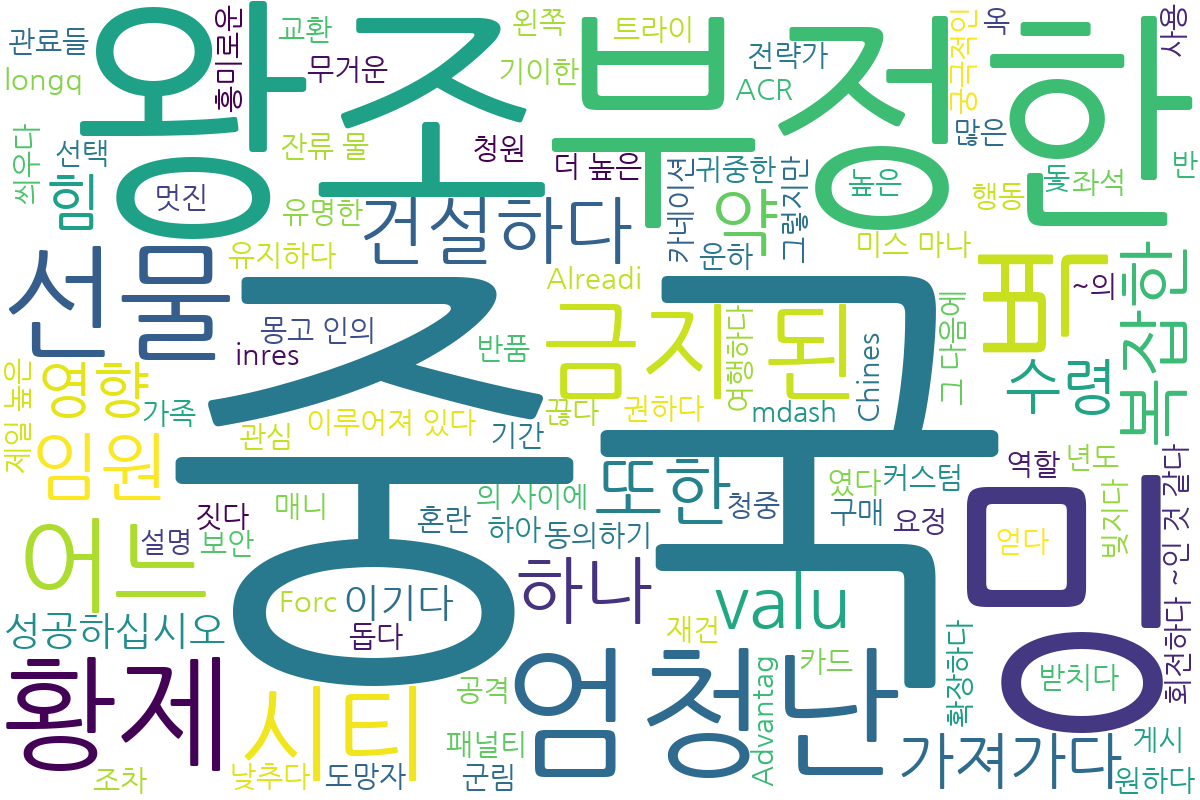 관료들
longq
왕조
흥미로운
교환
무거운
왼쪽
기이한
트라이
부정한
전략가
ACR
궁극적인
옥
사용
많은
반
씌우다
선택
힘
멋진
잔류 물
유명한
청원
더 높은
건설하다
카네이션
귀중한
약
그렇지만
높은
행동
돛
좌석
미스 마나
운하
유지하다
선물
몽고 인의
inres
중국
Alreadi
반품
금지된
여행하다
그 다음에
벽
~의
복잡한
수령
Chines
제일 높은
영향
가족
관심
이루어져 있다
기간
끊다
권하다
mdash
임원
매니
의 사이에
또한
청중
였다
커스텀
역할
년도
구매
요정
얻다
빚지다
회전하다 ~인 것 같다
어느
짓다
설명
보안
혼란
하아
동의하기
하나
valu
밍
성공하십시오
Forc
이기다
돕다
재건
카드
확장하다
받치다
황제
시티
공격
엄청난
Advantag
패널티
조차
낮추다
도망자
군림
가져가다
게시
원하다